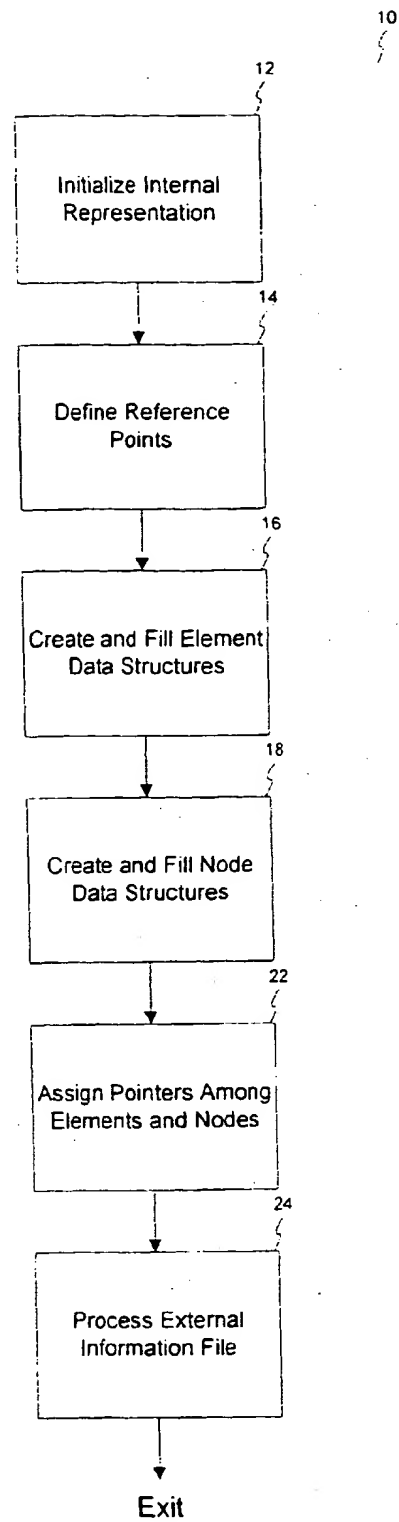 10
12
Initialize Internal
Representation
14
Define Reference
Points
16
Create and Fill Element
Data Structures
18
Create and Fill Node
Data Structures
22
Assign Pointers Among
Elements and Nodes
24
Process External
Information File
Exit